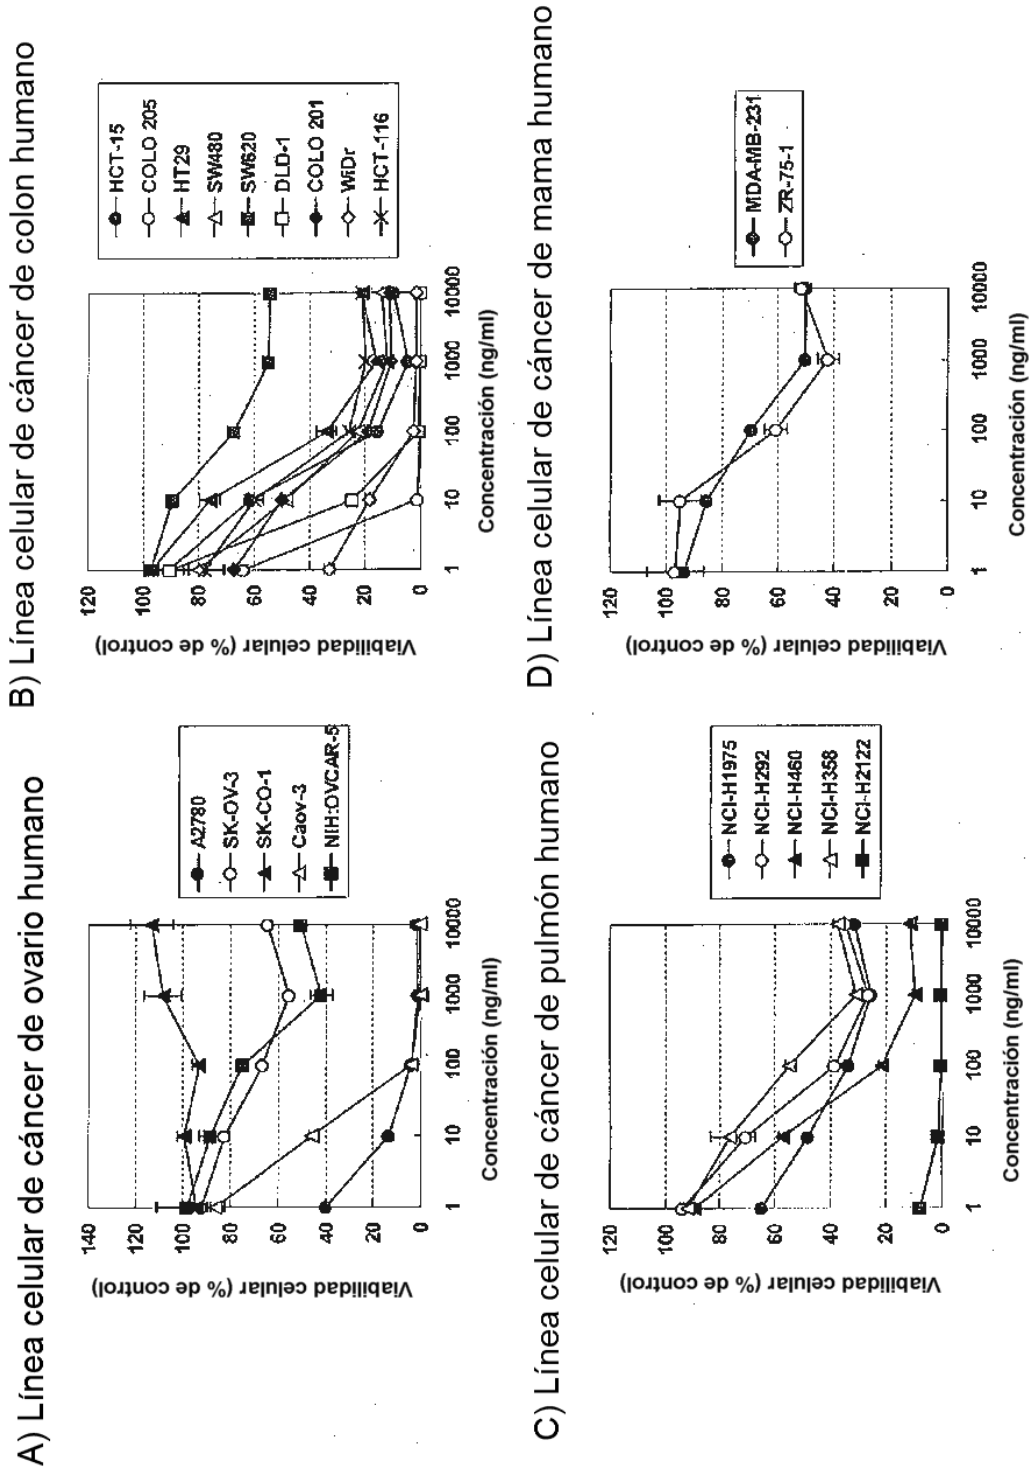 A) Línea celular de cáncer de ovario humano
Viabilidad celular (% de control)
140
120
100
80
60
40
20
0
1
10
100
1000
10000
Concentración (ng/ml)
A2780
SK-OV-3
SK-CO-1
Caov-3
NIH:OVCAR-5
B) Línea celular de cáncer de colon humano
Viabilidad celular (% de control)
120
100
80
60
40
20
0
1
10
100
1000
10000
Concentración (ng/ml)
HCT-15
COLO 205
HT29
SW480
SW620
DLD-1
COLO 201
WiDr
HCT-116
C) Línea celular de cáncer de pulmón humano
Viabilidad celular (% de control)
120
100
80
60
40
20
0
1
10
100
1000
10000
Concentración (ng/ml)
NCI-H1975
NCI-H292
NCI-H460
NCI-H358
NCI-H2122
D) Línea celular de cáncer de mama humano
Viabilidad celular (% de control)
120
100
80
60
40
20
0
1
10
100
1000
10000
Concentración (ng/ml)
MDA-MB-231
ZR-75-1